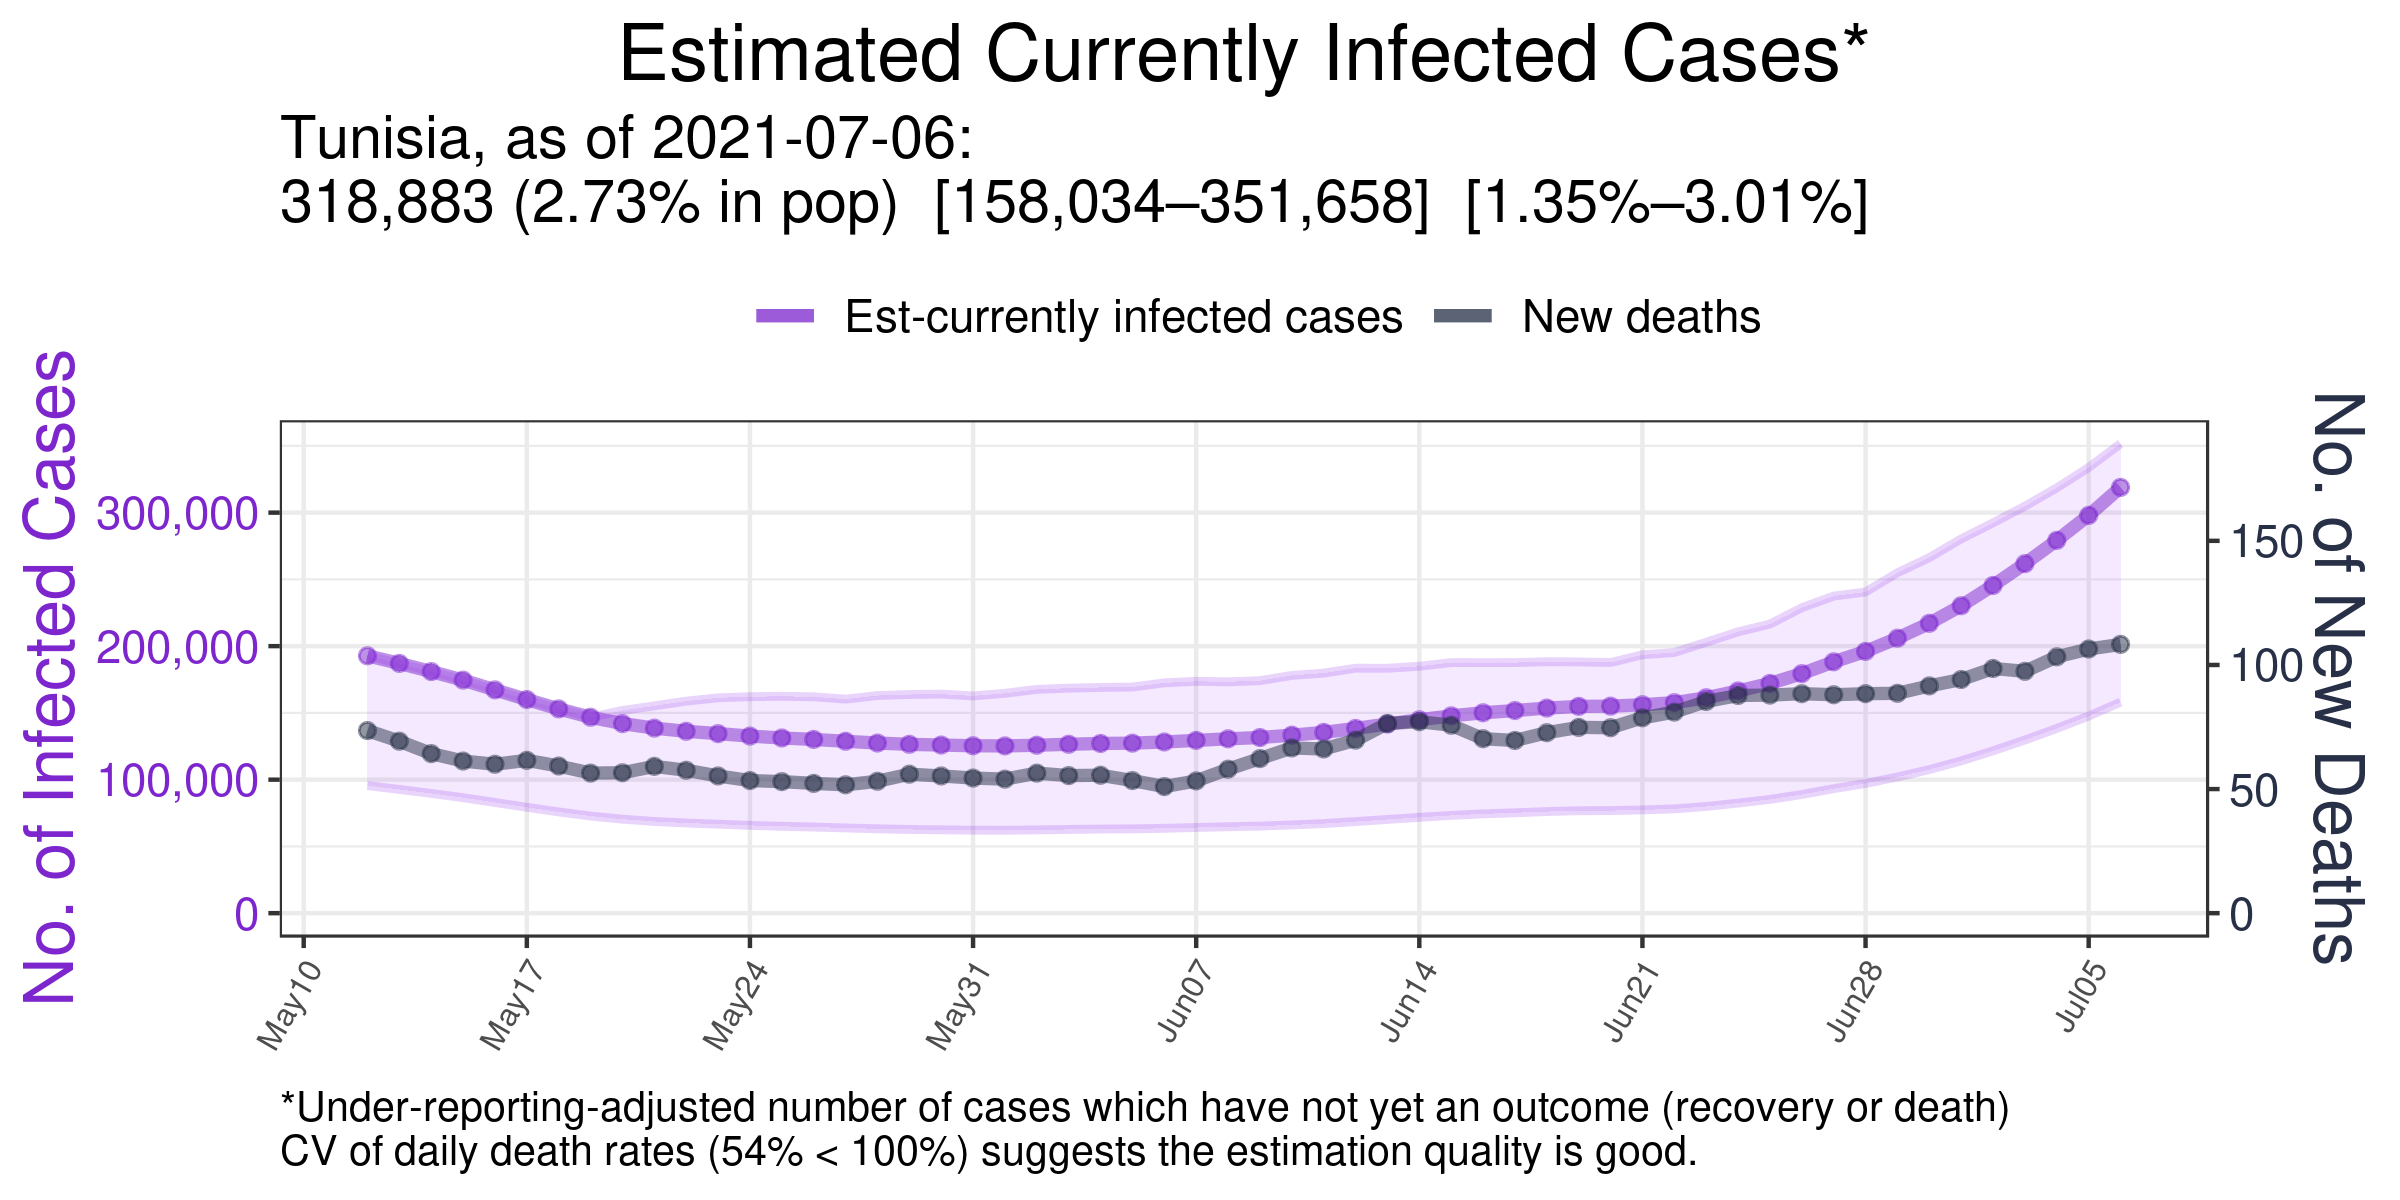 Estimated Currently Infected Cases*
Tunisia, as of 2021-07-06:
318,883 (2.73% in pop)  [158,034–351,658]  [1.35%–3.01%]
Est-currently infected cases
New deaths
No. of Infected Cases
300,000
200,000
100,000
0
150
100
50
0
No. of New Deaths
May10
May17
May24
May31
Jun07
Jun14
Jun21
Jun28
Jul05
*Under-reporting-adjusted number of cases which have not yet an outcome (recovery or death)
CV of daily death rates (54% < 100%) suggests the estimation quality is good.